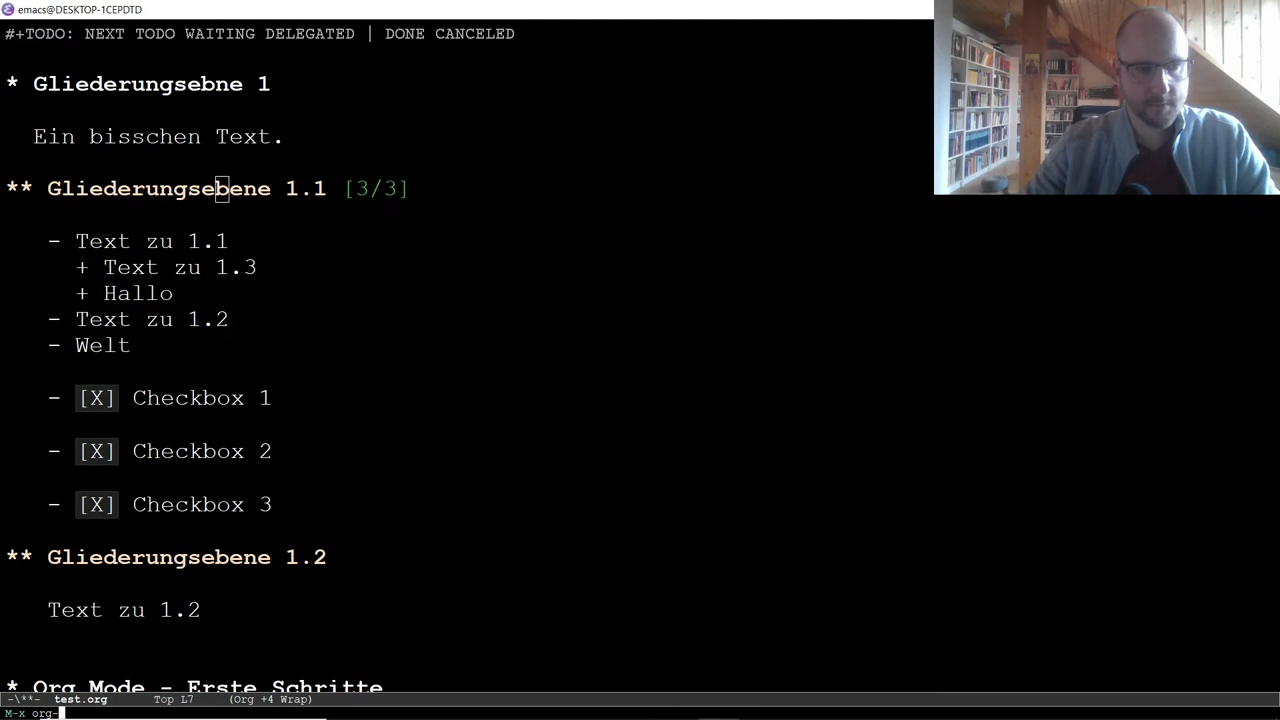 emacs@DESKTOP-1CEPDTD
#+TODO: NEXT TODO WAITING DELEGATED | DONE CANCELED
* Gliederungsebne 1
Ein bisschen Text.
** Gliederungsebene 1.1 [3/3]
- Text zu 1.1
+ Text zu 1.3
+ Hallo
- Text zu 1.2
- Welt
- [X] Checkbox 1
- [X] Checkbox 2
- [X] Checkbox 3
** Gliederungsebene 1.2
Text zu 1.2
* Org Mode - Erste Schritte
-\**- test.org Top L7 (Org +4 Wrap)
M-x org-